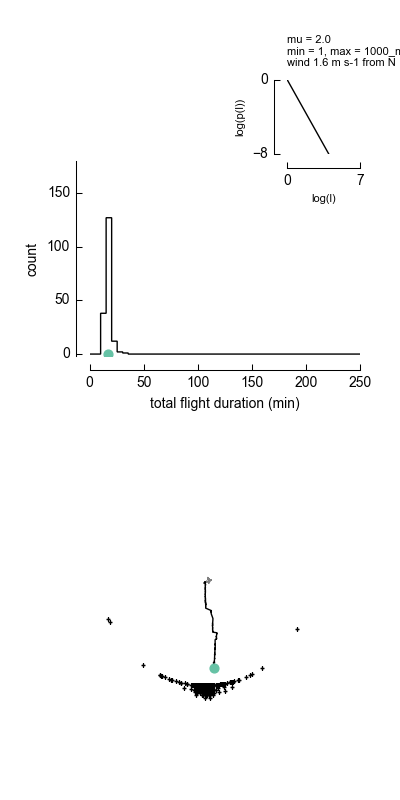 mu = 2.0
min = 1, max = 1000_m
wind 1.6 m s-1 from N
0
log(p(l))
−8
0 7
log(l)
150
count
100
50
0
0 50 100 150 200 250
total flight duration (min)